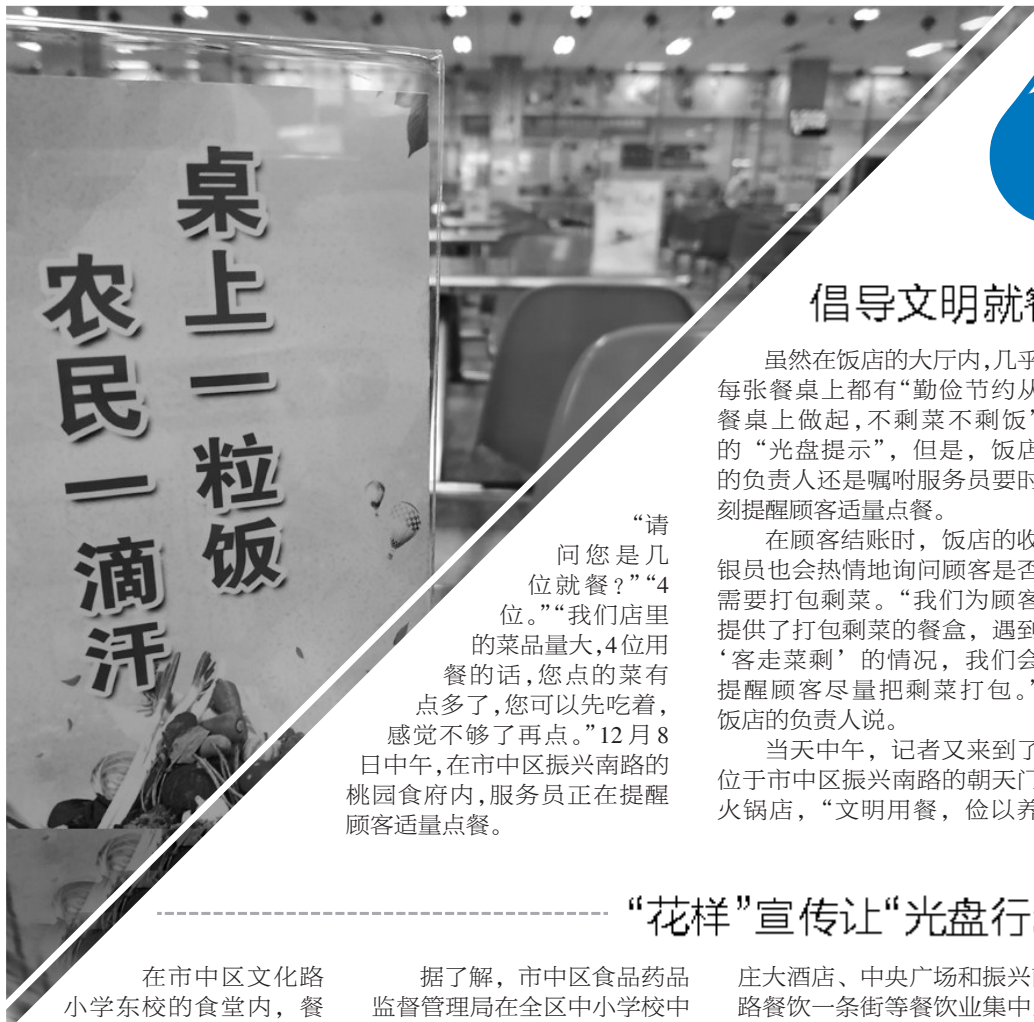 桌上一粒饭
农民一滴汗
“请
问您是几
位就餐?”“4
位。”“我们店里
的菜品量大,4位用
餐的话,您点的菜有
点多了,您可以先吃着,
感觉不够了再点。”12月8
日中午,在市中区振兴南路的
桃园食府内,服务员正在提醒
顾客适量点餐。
倡导文明就餐
虽然在饭店的大厅内,几乎
每张餐桌上都有“勤俭节约从
餐桌上做起,不剩菜不剩饭”
的“光盘提示”，但是，饭店
的负责人还是嘱咐服务员要时
刻提醒顾客适量点餐。
在顾客结账时，饭店的收
银员也会热情地询问顾客是否
需要打包剩菜。“我们为顾客
提供了打包剩菜的餐盒，遇到
‘客走菜剩’的情况，我们会
提醒顾客尽量把剩菜打包。”
饭店的负责人说。
当天中午，记者又来到了
位于市中区振兴南路的朝天门
火锅店，“文明用餐，俭以养
“花样”宣传让“光盘行
在市中区文化路
小学东校的食堂内，餐
据了解，市中区食品药品
监督管理局在全区中小学校中
庄大酒店、中央广场和振兴南
路餐饮一条街等餐饮业集中